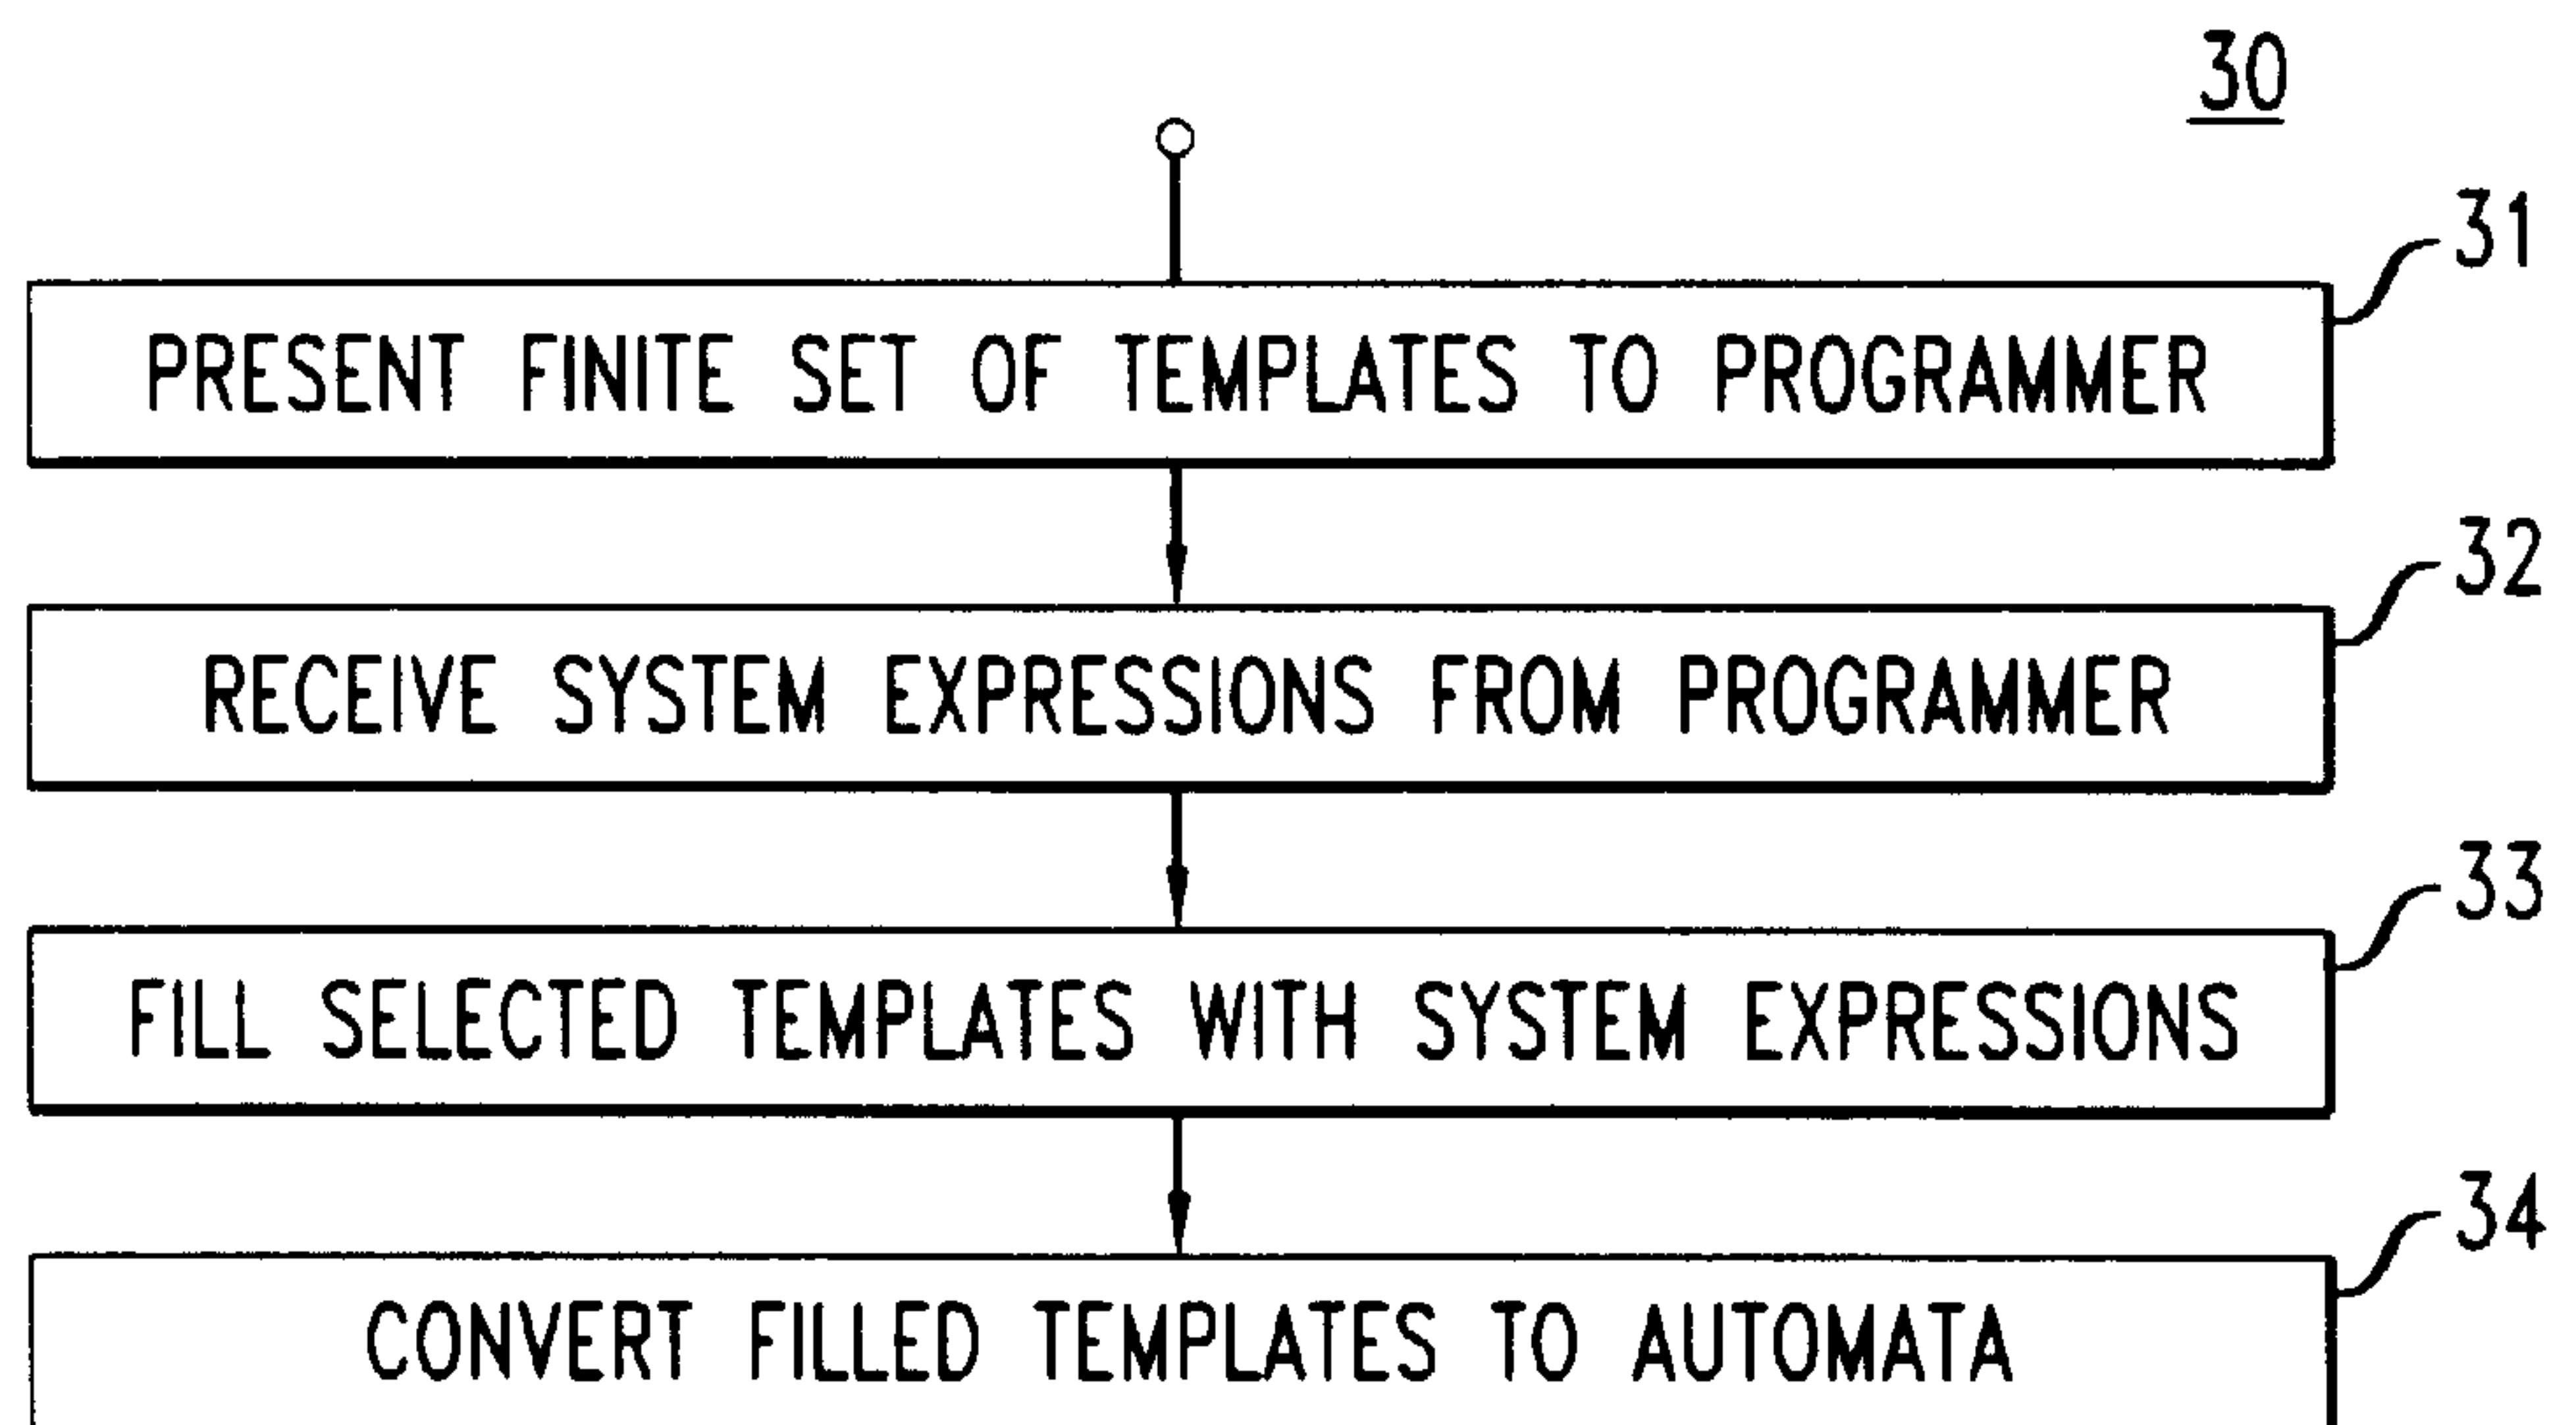 30
31
PRESENT FINITE SET OF TEMPLATES TO PROGRAMMER
32
RECEIVE SYSTEM EXPRESSIONS FROM PROGRAMMER
33
FILL SELECTED TEMPLATES WITH SYSTEM EXPRESSIONS
34
CONVERT FILLED TEMPLATES TO AUTOMATA